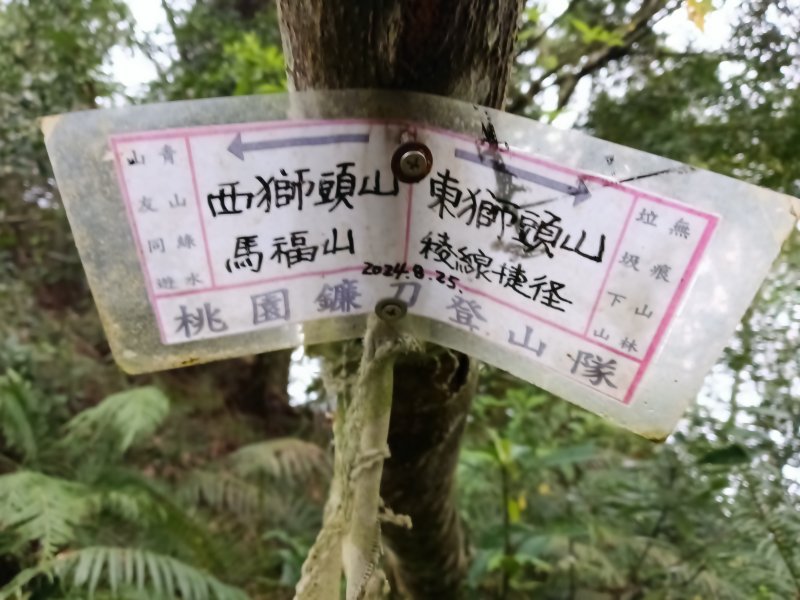 青山綠水
山友同遊
西獅頭山
馬福山
東獅頭山
稜線捷徑
2024.8.25.
無痕山林
垃圾下山
桃園鐮刀登山隊